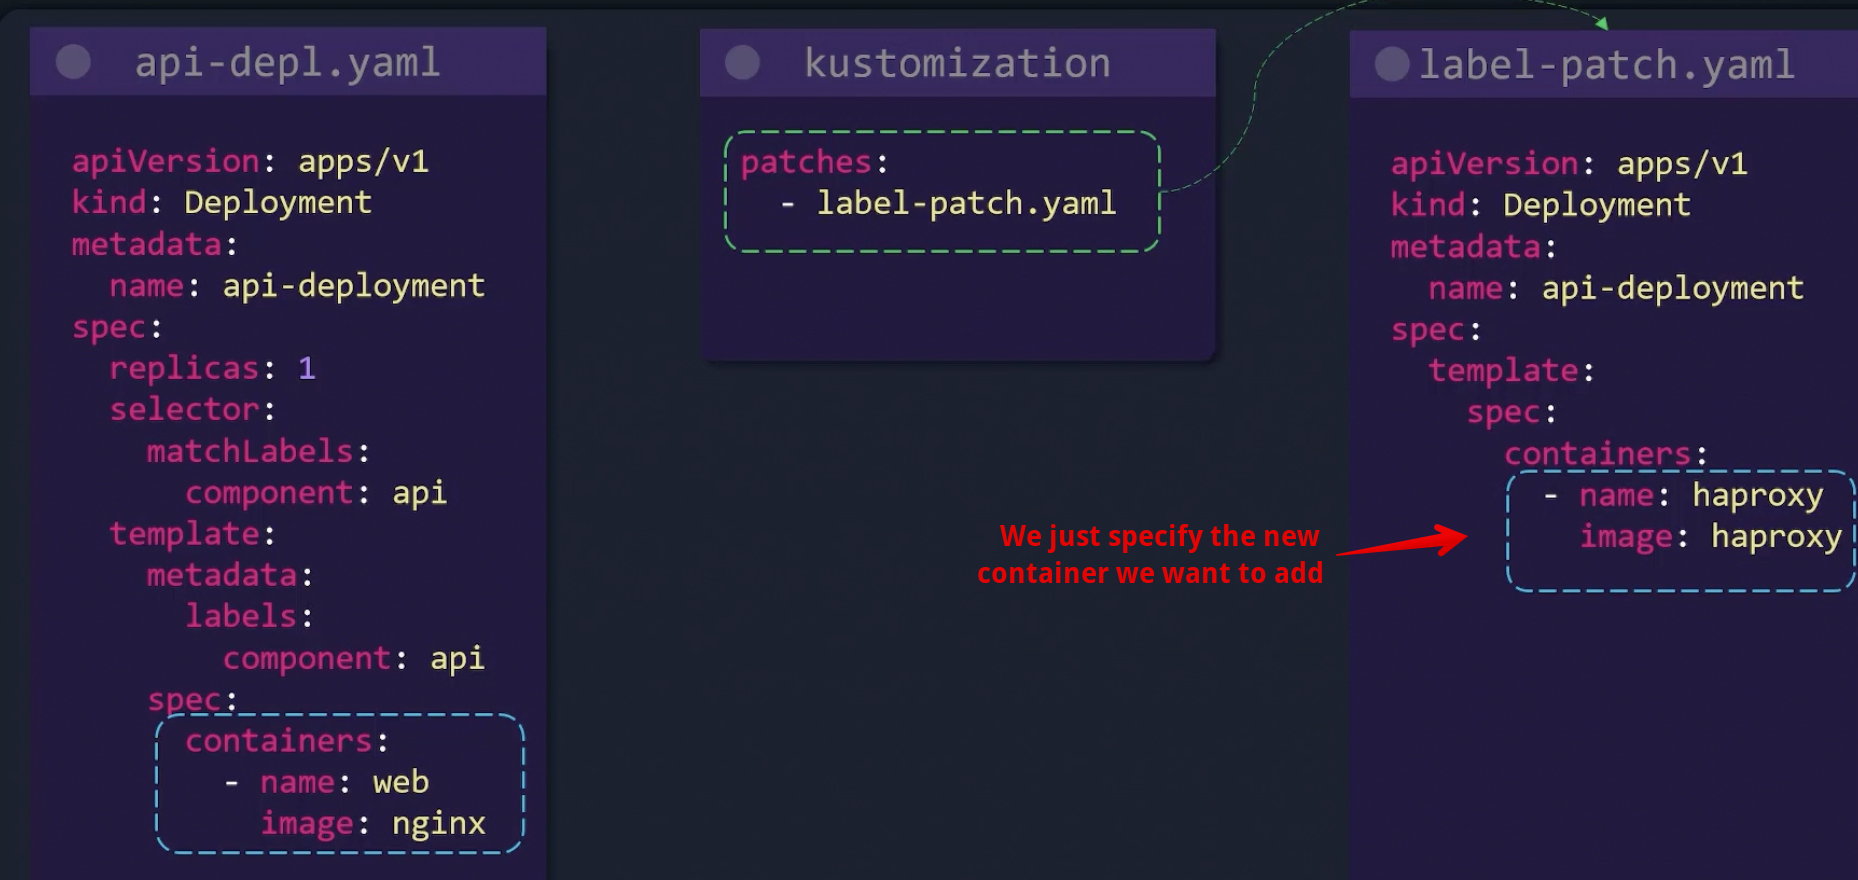 api-depl.yaml
apiVersion: apps/v1
kind: Deployment
metadata:
  name: api-deployment
spec:
  replicas: 1
  selector:
    matchLabels:
      component: api
  template:
    metadata:
      labels:
        component: api
    spec:
      containers:
        - name: web
          image: nginx
kustomization
patches:
  - label-patch.yaml
We just specify the new
container we want to add
label-patch.yaml
apiVersion: apps/v1
kind: Deployment
metadata:
  name: api-deployment
spec:
  template:
    spec:
      containers:
        - name: haproxy
          image: haproxy